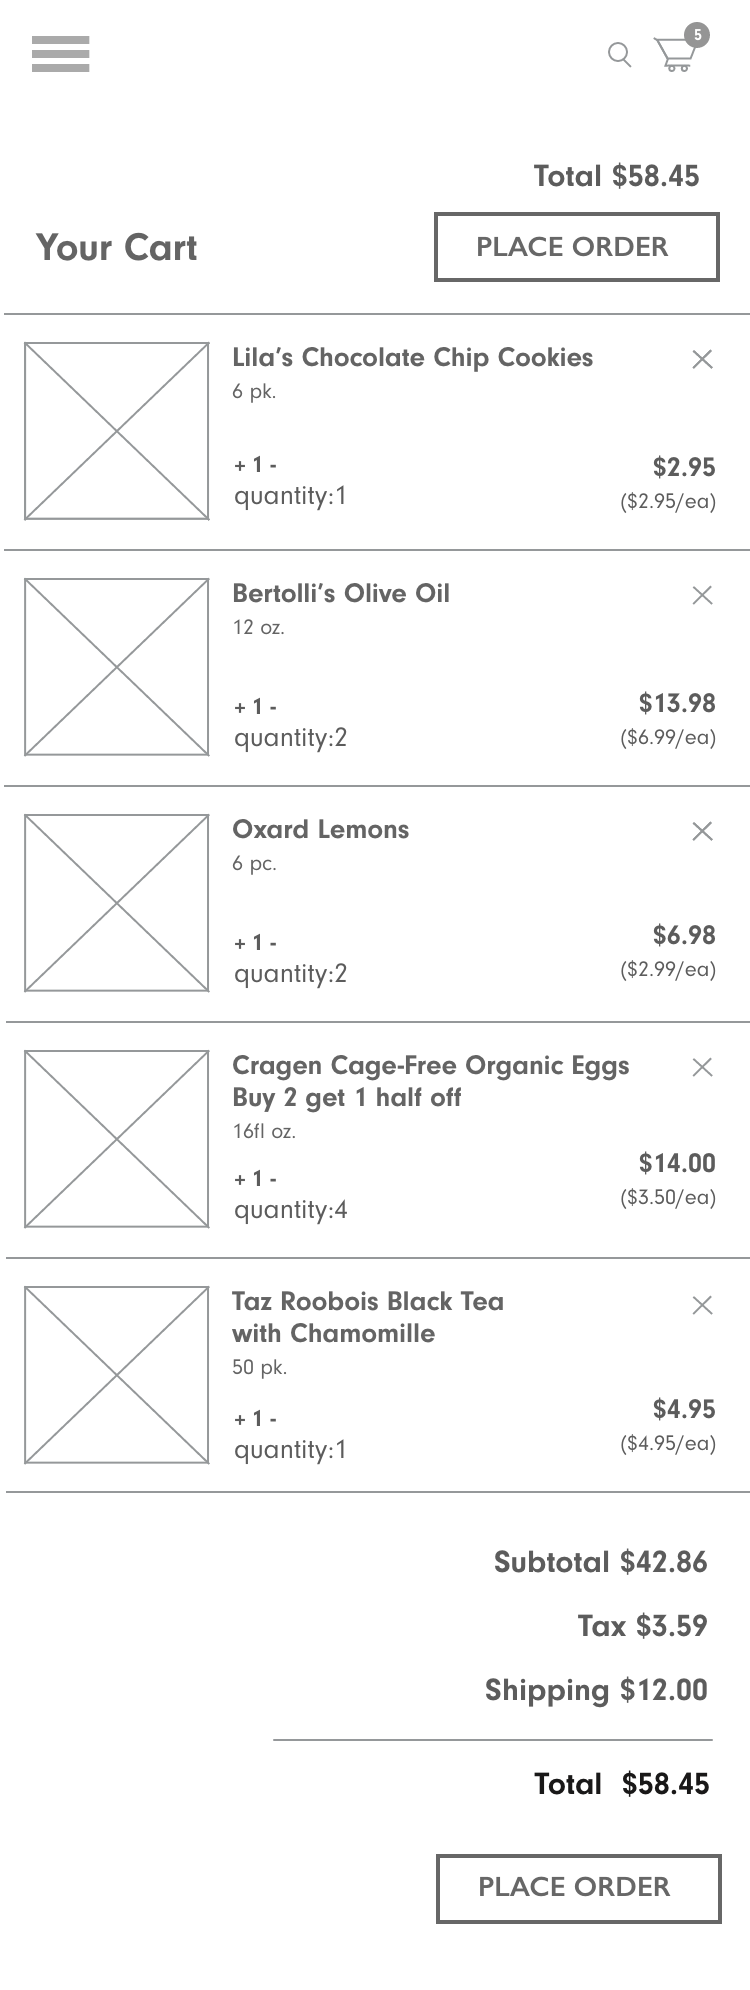 5
Total $58.45
Your Cart
PLACE ORDER
Lila’s Chocolate Chip Cookies
6 pk.
+ 1 -
quantity:1
$2.95
($2.95/ea)
Bertolli’s Olive Oil
12 oz.
+ 1 -
quantity:2
$13.98
($6.99/ea)
Oxard Lemons
6 pc.
+ 1 -
quantity:2
$6.98
($2.99/ea)
Cragen Cage-Free Organic Eggs
Buy 2 get 1 half off
16fl oz.
+ 1 -
quantity:4
$14.00
($3.50/ea)
Taz Roobois Black Tea
with Chamomille
50 pk.
+ 1 -
quantity:1
$4.95
($4.95/ea)
Subtotal $42.86
Tax $3.59
Shipping $12.00
Total $58.45
PLACE ORDER